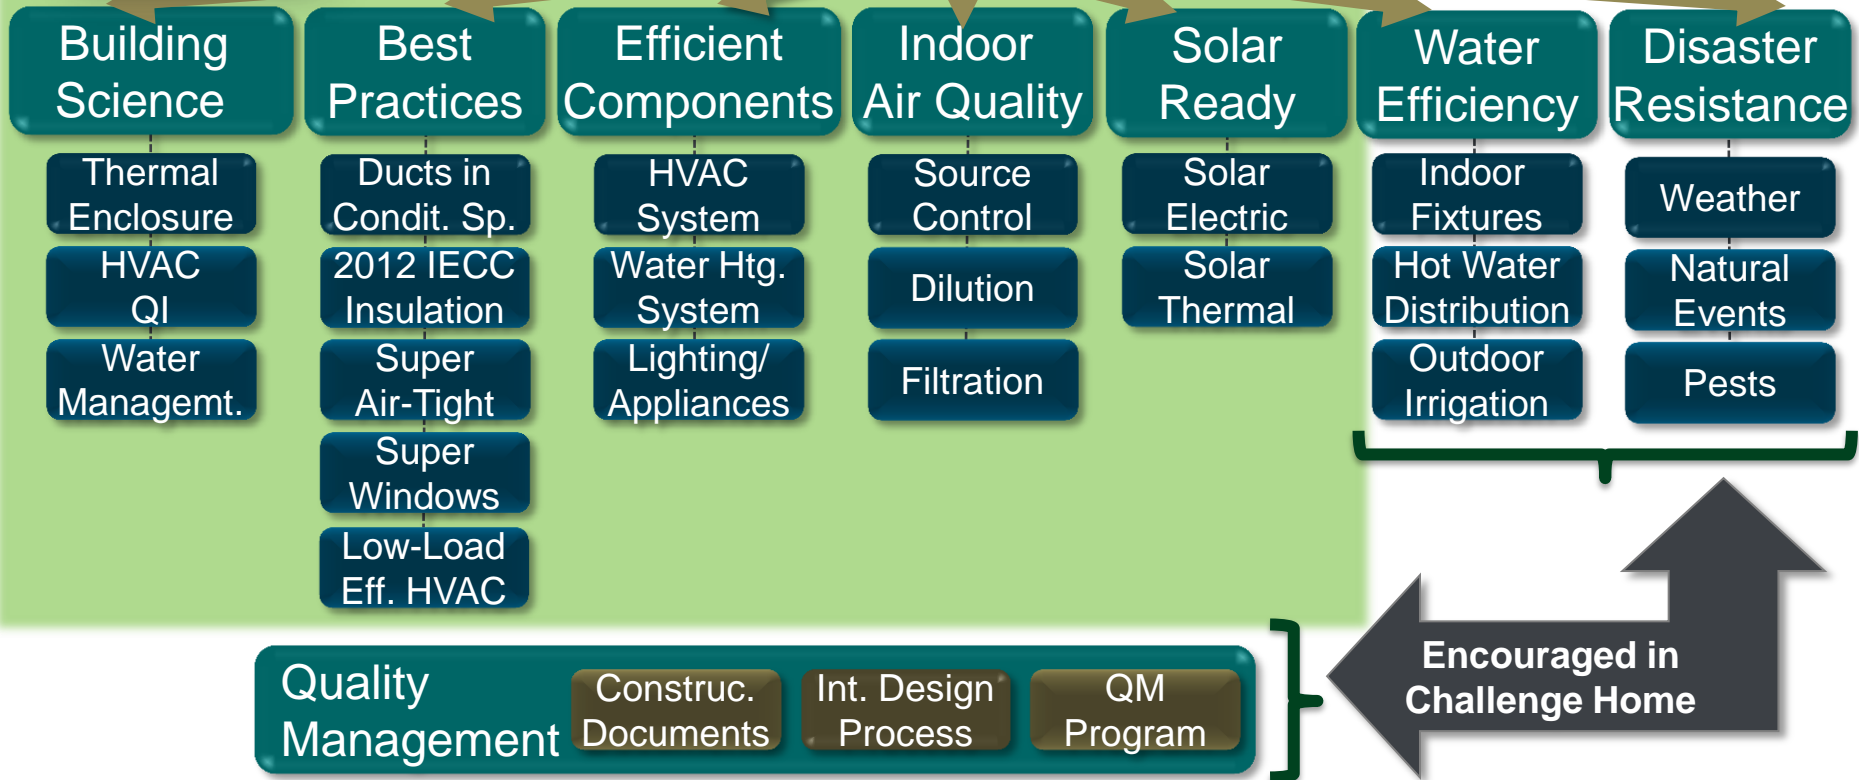 Building
Science
Best
Practices
Efficient
Components
Indoor
Air Quality
Solar
Ready
Water
Efficiency
Disaster
Resistance
Thermal
Enclosure
HVAC
QI
Water
Managemt.
Ducts in
Condit. Sp.
2012 IECC
Insulation
Super
Air-Tight
Super
Windows
Low-Load
Eff. HVAC
HVAC
System
Water Htg.
System
Lighting/
Appliances
Source
Control
Dilution
Filtration
Solar
Electric
Solar
Thermal
Indoor
Fixtures
Hot Water
Distribution
Outdoor
Irrigation
Weather
Natural
Events
Pests
Quality
Management
Construc.
Documents
Int. Design
Process
QM
Program
Encouraged in
Challenge Home